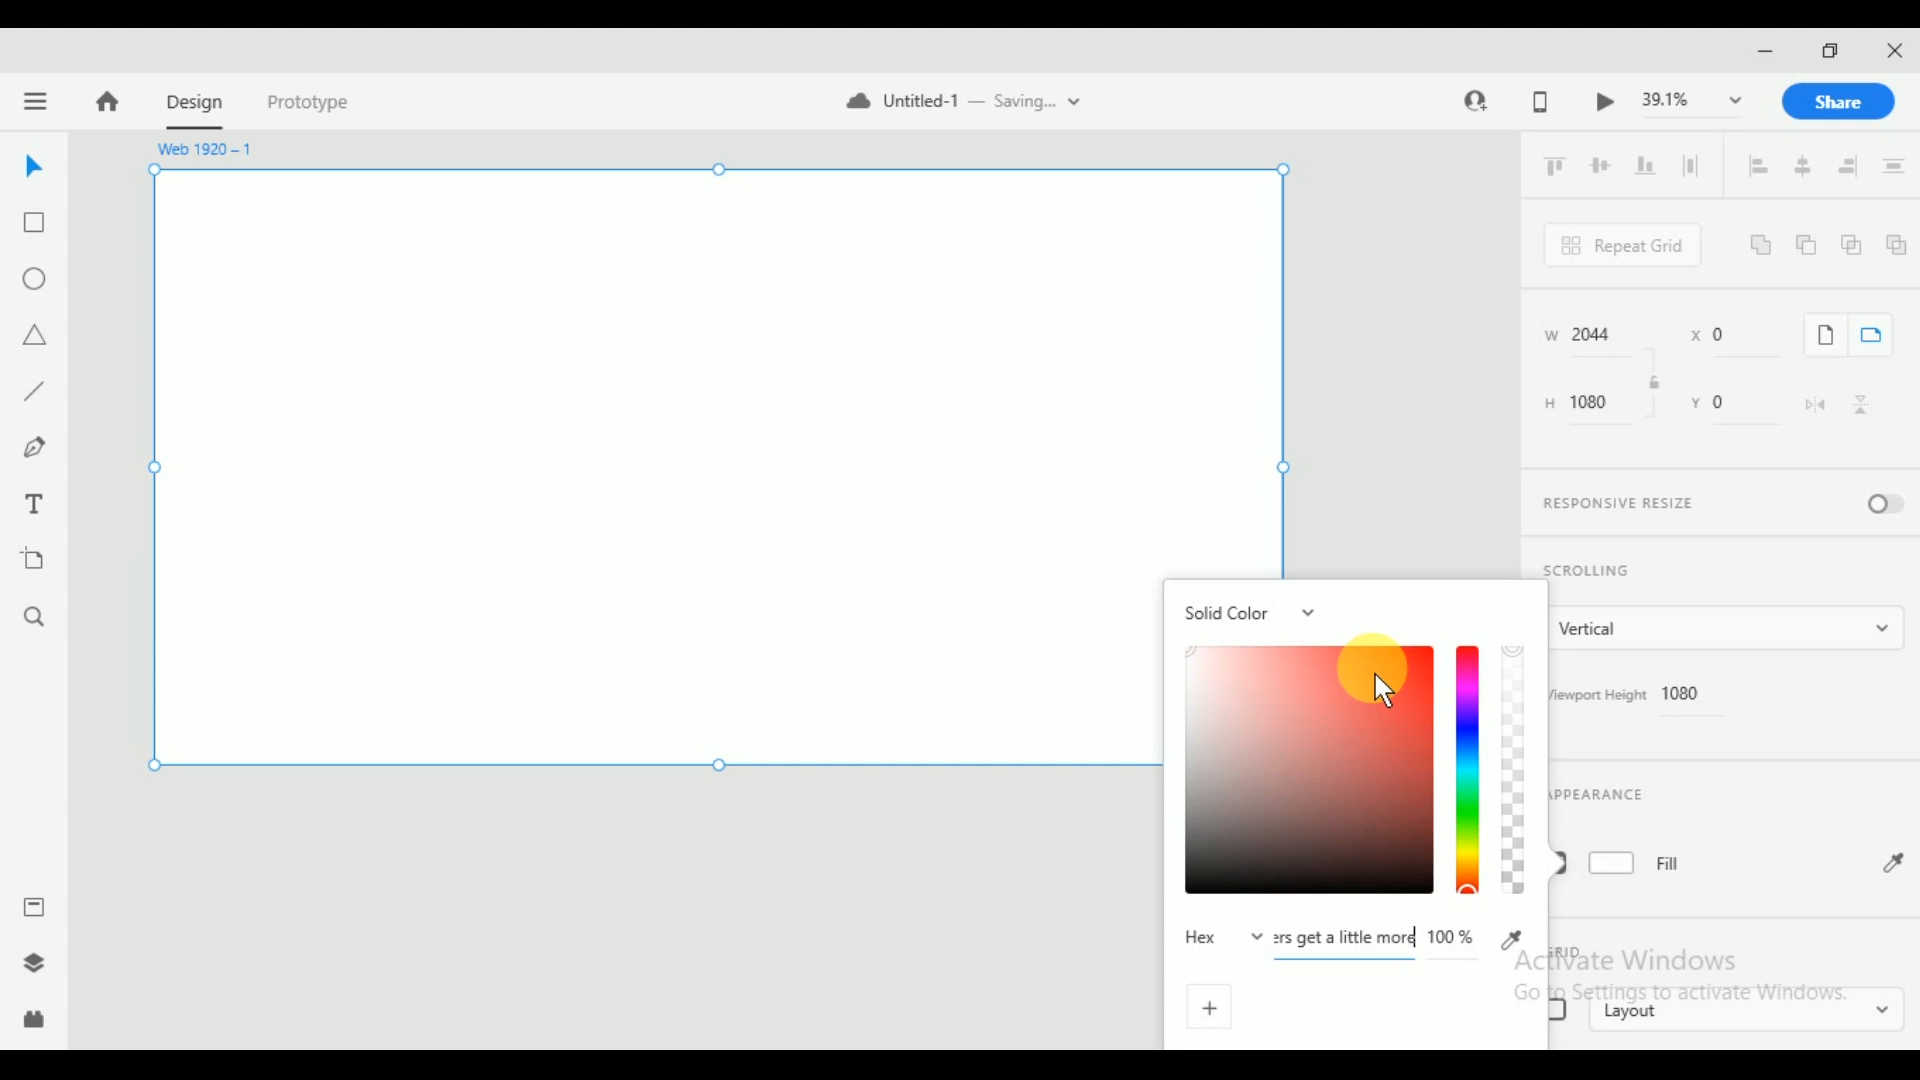 Design
Prototype
Untitled-1 — Saving...
39.1%
Share
Web 1920 – 1
Repeat Grid
W 2044
X 0
H 1080
Y 0
RESPONSIVE RESIZE
SCROLLING
Solid Color
Vertical
Viewport Height 1080
APPEARANCE
Fill
Hex
ers get a little more
100 %
GRID
Activate Windows
Go to Settings to activate Windows.
Layout